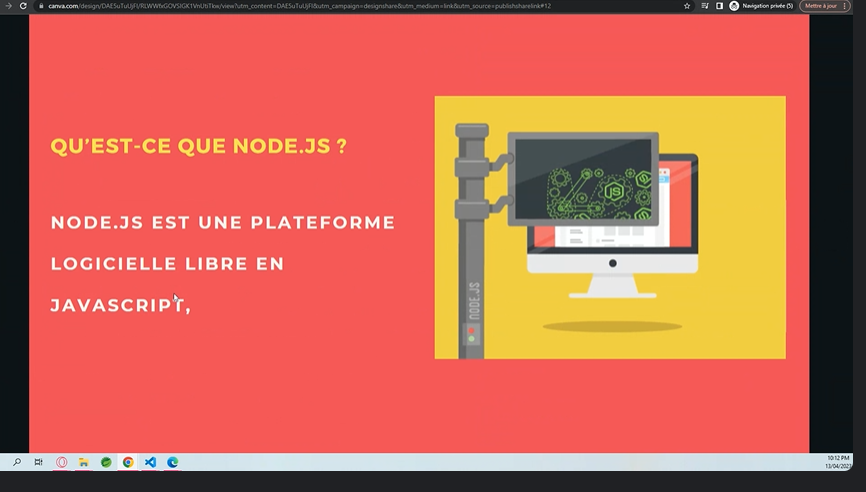 canva.com/design/DAE5uTuUjFI/RLWWfxGOVSlGK1VnUtiTkw/view?utm_content=DAE5uTuUjFI&utm_campaign=designshare&utm_medium=link&utm_source=publishsharelink#12
Navigation privée (5)
Mettre à jour
QU'EST-CE QUE NODE.JS ?
NODE.JS EST UNE PLATEFORME
LOGICIELLE LIBRE EN
JAVASCRIPT,
JS
NODE.JS
10:12 PM
13/04/2023